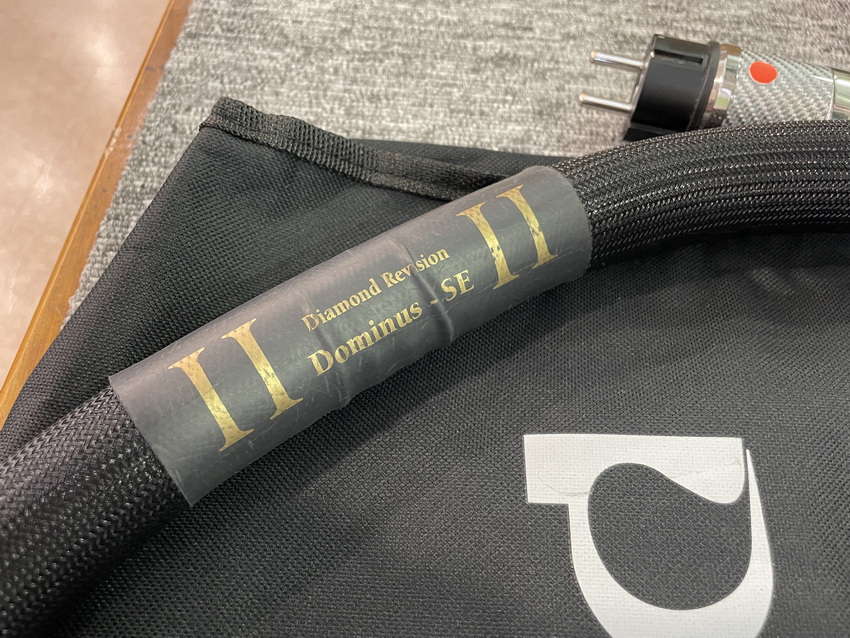 II
Diamond Revision
Dominus - SE
II